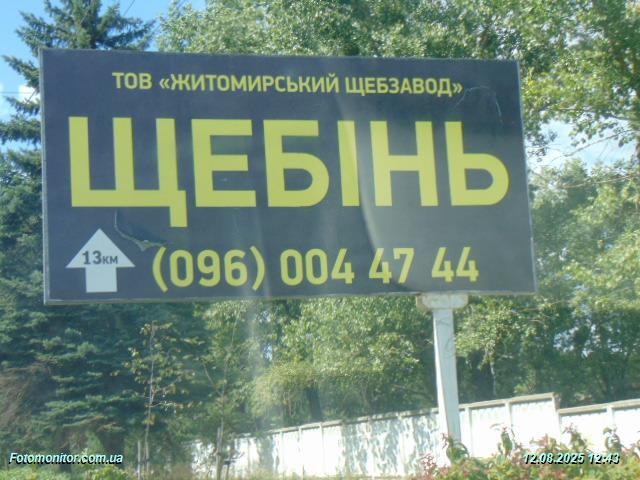 ТОВ «ЖИТОМИРСЬКИЙ ЩЕБЗАВОД»
ЩЕБІНЬ
13км
(096) 004 47 44
Fotomonitor.com.ua
12.08.2025 12:43